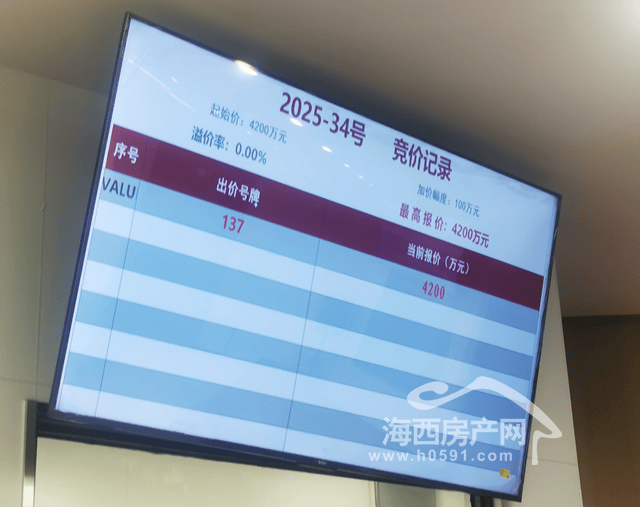 2025-34号 竞价记录
起始价：4200万元
加价幅度：100万元
溢价率：0.00%
最高报价：4200万元
序号 出价号牌 当前报价（万元）
VALU 137 4200
海西房产网
www.h0591.com